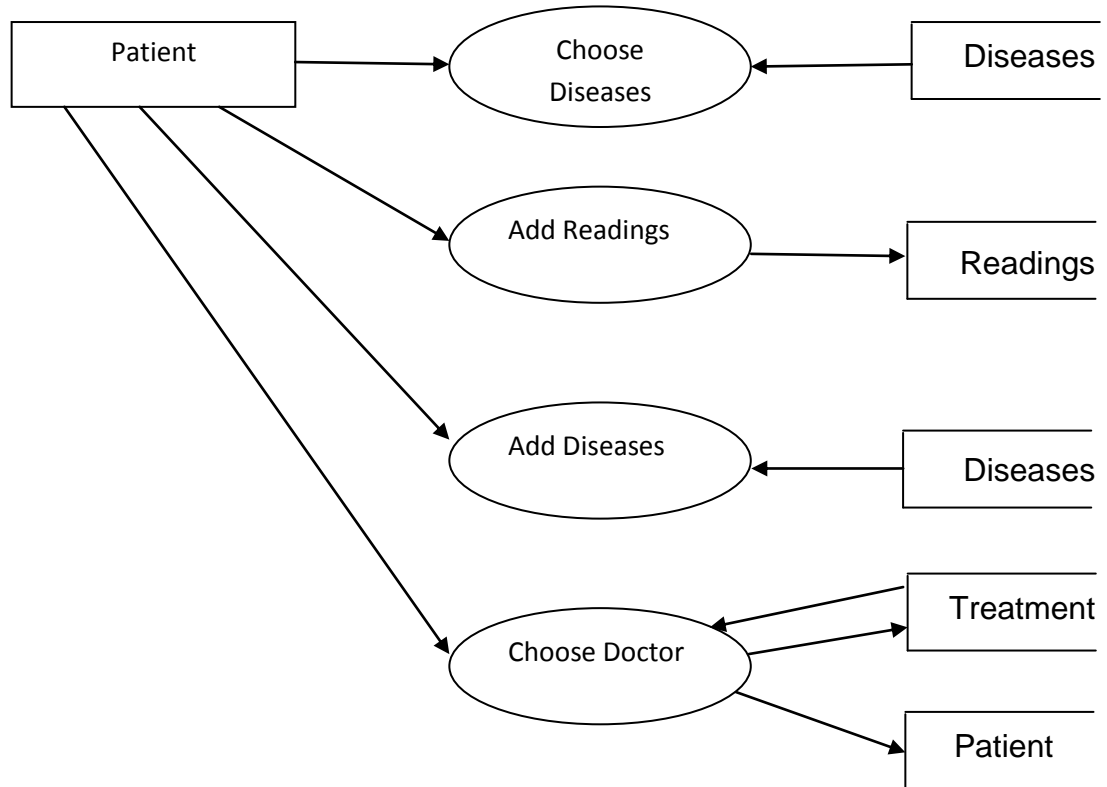 Patient
Choose
Diseases
Diseases
Add Readings
Readings
Add Diseases
Diseases
Choose Doctor
Treatment
Patient